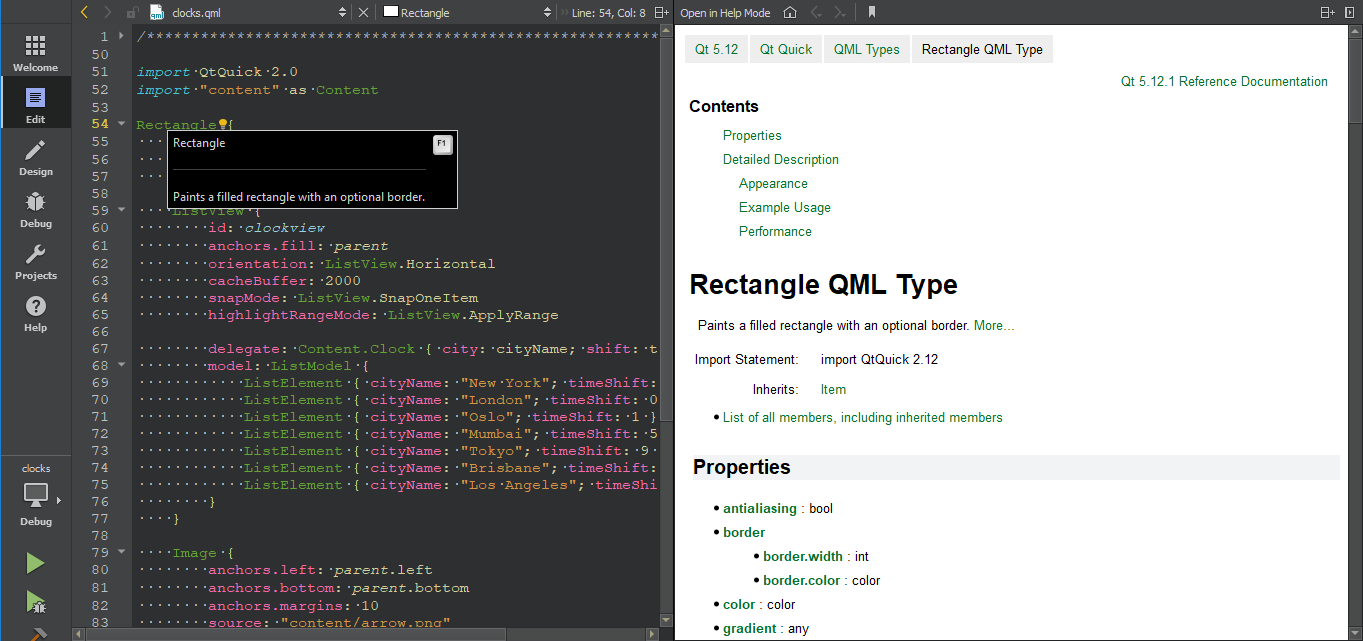 clocks.qml
Rectangle
Line: 54, Col: 8
Open in Help Mode
Welcome
Edit
Design
Debug
Projects
Help
clocks
Debug
1 /**********************************************************
50
51 import QtQuick 2.0
52 import "content" as Content
53
54 Rectangle {
55
56
57
58
59 ListView {
60 id: clockview
61 anchors.fill: parent
62 orientation: ListView.Horizontal
63 cacheBuffer: 2000
64 snapMode: ListView.SnapOneItem
65 highlightRangeMode: ListView.ApplyRange
66
67 delegate: Content.Clock { city: cityName; shift: t
68 model: ListModel {
69 ListElement { cityName: "New York"; timeShift:
70 ListElement { cityName: "London"; timeShift: 0
71 ListElement { cityName: "Oslo"; timeShift: 1 }
72 ListElement { cityName: "Mumbai"; timeShift: 5
73 ListElement { cityName: "Tokyo"; timeShift: 9
74 ListElement { cityName: "Brisbane"; timeShift:
75 ListElement { cityName: "Los Angeles"; timeShi
76 }
77 }
78
79 Image {
80 anchors.left: parent.left
81 anchors.bottom: parent.bottom
82 anchors.margins: 10
83 source: "content/arrow.png"
Rectangle
F1
Paints a filled rectangle with an optional border.
Qt 5.12
Qt Quick
QML Types
Rectangle QML Type
Qt 5.12.1 Reference Documentation
Contents
Properties
Detailed Description
Appearance
Example Usage
Performance
Rectangle QML Type
Paints a filled rectangle with an optional border. More...
Import Statement: import QtQuick 2.12
Inherits: Item
• List of all members, including inherited members
Properties
• antialiasing : bool
• border
• border.width : int
• border.color : color
• color : color
• gradient : any